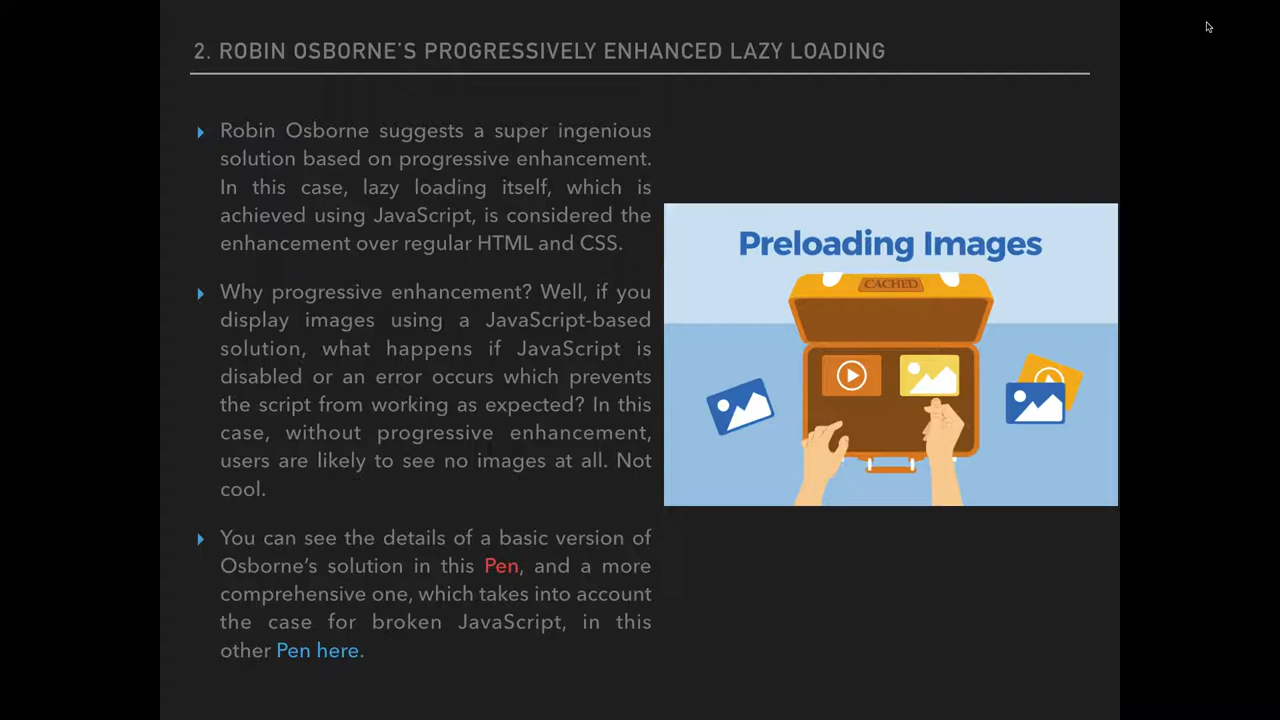 2. ROBIN OSBORNE'S PROGRESSIVELY ENHANCED LAZY LOADING
Robin Osborne suggests a super ingenious
solution based on progressive enhancement.
In this case, lazy loading itself, which is
achieved using JavaScript, is considered the
enhancement over regular HTML and CSS.
Why progressive enhancement? Well, if you
display images using a JavaScript-based
solution, what happens if JavaScript is
disabled or an error occurs which prevents
the script from working as expected? In this
case, without progressive enhancement,
users are likely to see no images at all. Not
cool.
You can see the details of a basic version of
Osborne's solution in this Pen, and a more
comprehensive one, which takes into account
the case for broken JavaScript, in this
other Pen here.
Preloading Images
CACHED